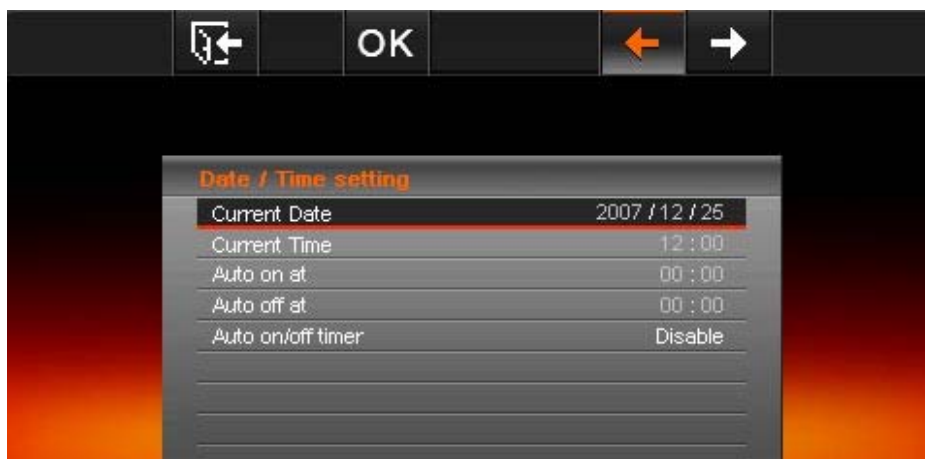 OK
Date / Time setting
Current Date 2007 / 12 / 25
Current Time 12 : 00
Auto on at 00 : 00
Auto off at 00 : 00
Auto on/off timer Disable